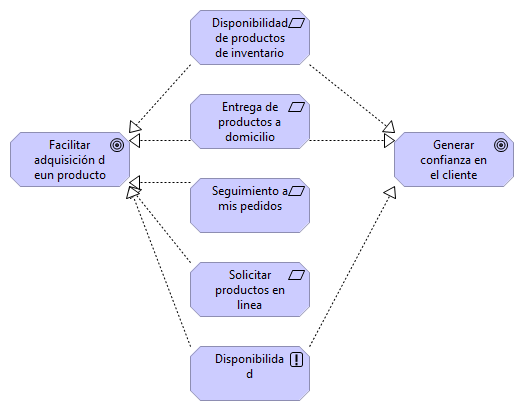 Disponibilidad
de productos
de inventario
Entrega de
productos a
domicilio
Facilitar
adquisición d
eun producto
Generar
confianza en
el cliente
Seguimiento a
mis pedidos
Solicitar
productos en
linea
Disponibilida
d